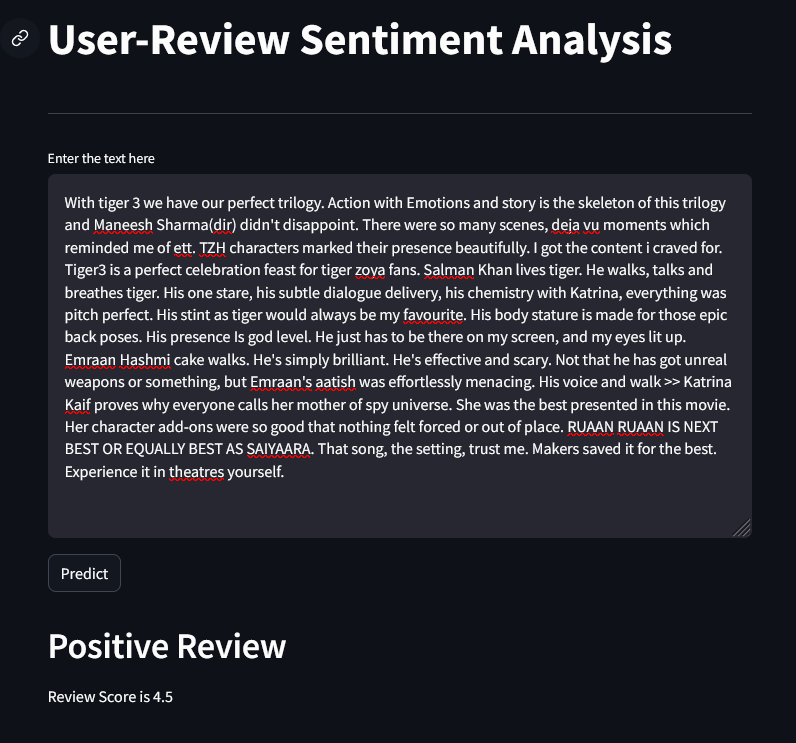 User-Review Sentiment Analysis
Enter the text here
With tiger 3 we have our perfect trilogy. Action with Emotions and story is the skeleton of this trilogy
and Maneesh Sharma(dir) didn't disappoint. There were so many scenes, deja vu moments which
reminded me of ett. TZH characters marked their presence beautifully. I got the content i craved for.
Tiger3 is a perfect celebration feast for tiger zoya fans. Salman Khan lives tiger. He walks, talks and
breathes tiger. His one stare, his subtle dialogue delivery, his chemistry with Katrina, everything was
pitch perfect. His stint as tiger would always be my favourite. His body stature is made for those epic
back poses. His presence Is god level. He just has to be there on my screen, and my eyes lit up.
Emraan Hashmi cake walks. He's simply brilliant. He's effective and scary. Not that he has got unreal
weapons or something, but Emraan's aatish was effortlessly menacing. His voice and walk >> Katrina
Kaif proves why everyone calls her mother of spy universe. She was the best presented in this movie.
Her character add-ons were so good that nothing felt forced or out of place. RUAAN RUAAN IS NEXT
BEST OR EQUALLY BEST AS SAIYAARA. That song, the setting, trust me. Makers saved it for the best.
Experience it in theatres yourself.
Predict
Positive Review
Review Score is 4.5